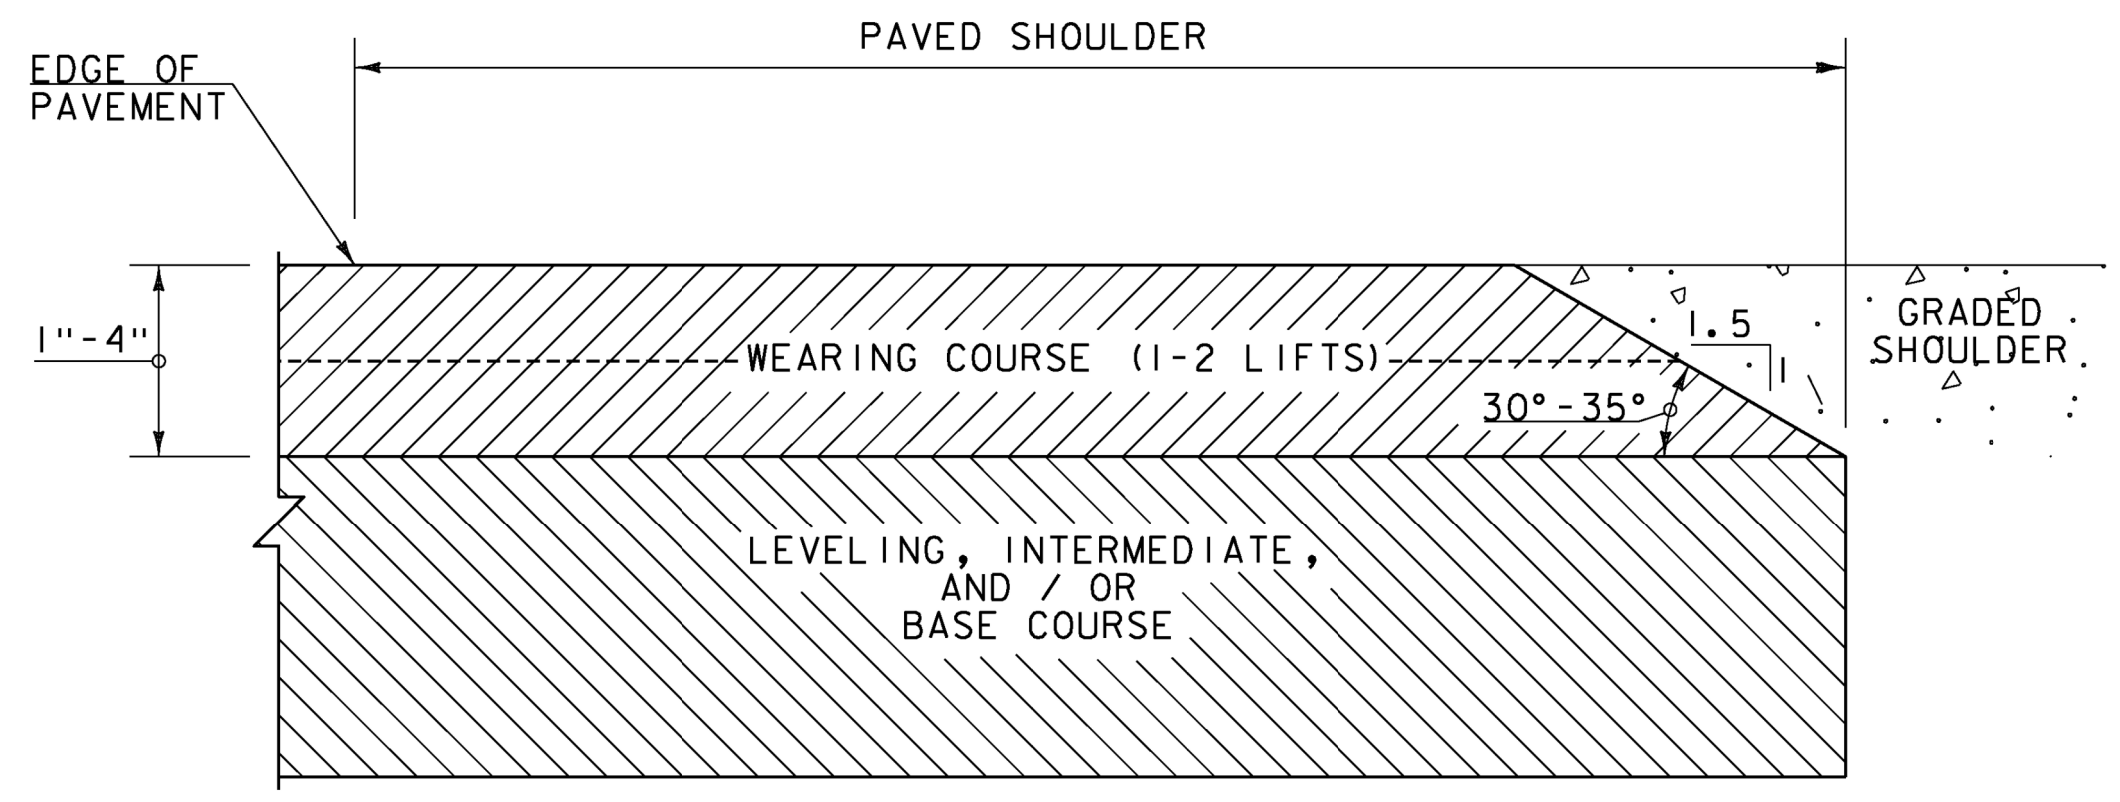 PAVED SHOULDER
EDGE OF
PAVEMENT
1"-4"
WEARING COURSE (1-2 LIFTS)
1.5
1
30°-35°
GRADED
SHOULDER
LEVELING, INTERMEDIATE,
AND / OR
BASE COURSE